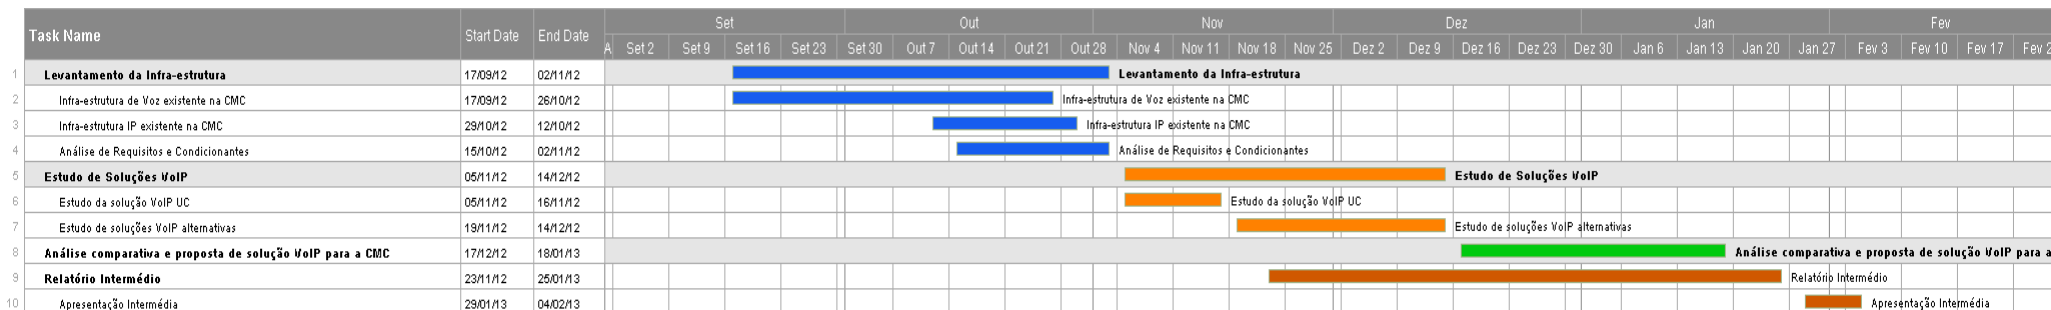 Task Name Start Date End Date Set Out Nov Dez Jan Fev
A Set 2 Set 9 Set 16 Set 23 Set 30 Out 7 Out 14 Out 21 Out 28 Nov 4 Nov 11 Nov 18 Nov 25 Dez 2 Dez 9 Dez 16 Dez 23 Dez 30 Jan 6 Jan 13 Jan 20 Jan 27 Fev 3 Fev 10 Fev 17 Fev 2
1 Levantamento da Infra-estrutura 17/09/12 02/11/12 Levantamento da Infra-estrutura
2 Infra-estrutura de Voz existente na CMC 17/09/12 26/10/12 Infra-estrutura de Voz existente na CMC
3 Infra-estrutura IP existente na CMC 29/10/12 12/10/12 Infra-estrutura IP existente na CMC
4 Análise de Requisitos e Condicionantes 15/10/12 02/11/12 Análise de Requisitos e Condicionantes
5 Estudo de Soluções VoIP 05/11/12 14/12/12 Estudo de Soluções VoIP
6 Estudo da solução VoIP UC 05/11/12 16/11/12 Estudo da solução VoIP UC
7 Estudo de soluções VoIP alternativas 19/11/12 14/12/12 Estudo de soluções VoIP alternativas
8 Análise comparativa e proposta de solução VoIP para a CMC 17/12/12 18/01/13 Análise comparativa e proposta de solução VoIP para a
9 Relatório Intermédio 23/11/12 25/01/13 Relatório Intermédio
10 Apresentação Intermédia 29/01/13 04/02/13 Apresentação Intermédia